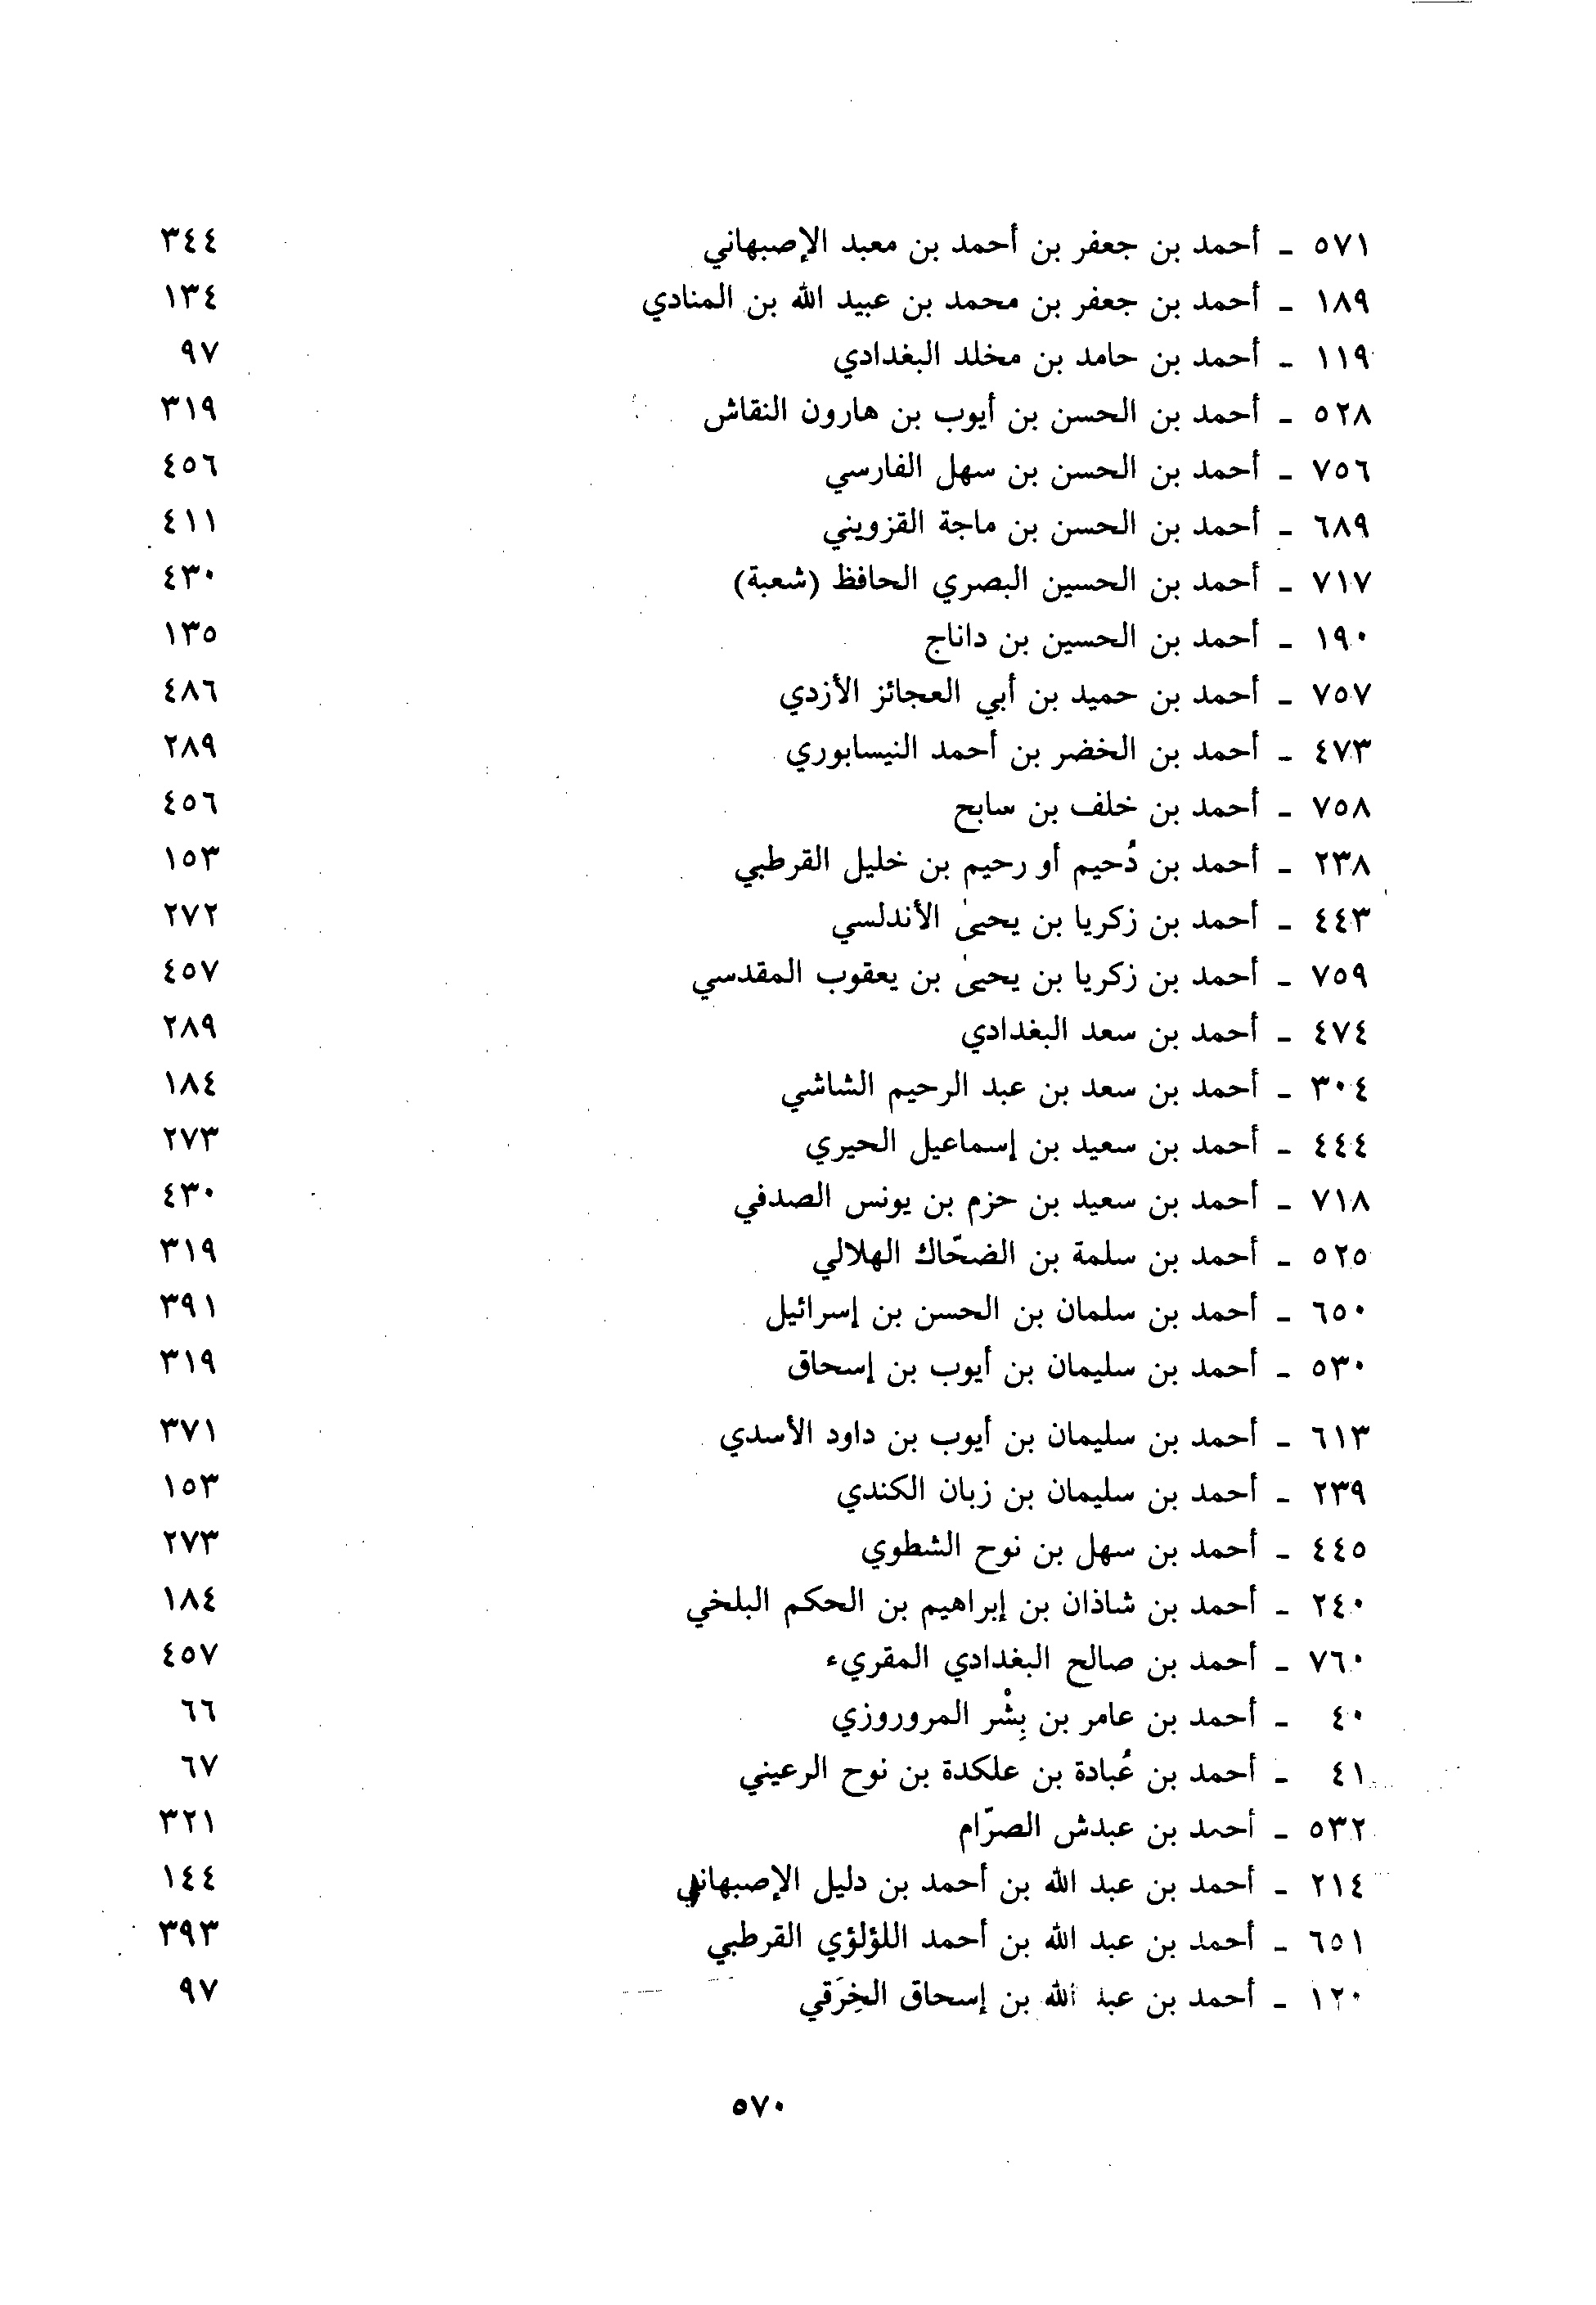 ٥٧١ - أحمد بن جعفر بن أحمد بن معبد الإصبهاني ٣٤٤
١٨٩ - أحمد بن جعفر بن محمد بن عبيد الله بن المنادي ١٣٤
١١٩ - أحمد بن حامد بن مخلد البغدادي ٩٧
٥٢٨ - أحمد بن الحسن بن أيوب بن هارون النقاش ٣١٩
٧٥٦ - أحمد بن الحسن بن سهل الفارسي ٤٥٦
٦٨٩ - أحمد بن الحسن بن ماجة القزويني ٤١١
٧١٧ - أحمد بن الحسين البصري الحافظ (شعبة) ٤٣٠
١٩٠ - أحمد بن الحسين بن داناج ١٣٥
٧٥٧ - أحمد بن حميد بن أبي العجائز الأزدي ٤٨٦
٤٧٣ - أحمد بن الخضر بن أحمد النيسابوري ٢٨٩
٧٥٨ - أحمد بن خلف بن سابح ٤٥٦
٢٣٨ - أحمد بن دُحيم أو رحيم بن خليل القرطبي ١٥٣
٤٤٣ - أحمد بن زكريا بن يحيىٰ الأندلسي ٢٧٢
٧٥٩ - أحمد بن زكريا بن يحيىٰ بن يعقوب المقدسي ٤٥٧
٤٧٤ - أحمد بن سعد البغدادي ٢٨٩
٣٠٤ - أحمد بن سعد بن عبد الرحيم الشاشي ١٨٤
٤٤٤ - أحمد بن سعيد بن إسماعيل الحيري ٢٧٣
٧١٨ - أحمد بن سعيد بن حزم بن يونس الصدفي ٤٣٠
٥٢٥ - أحمد بن سلمة بن الضحّاك الهلالي ٣١٩
٦٥٠ - أحمد بن سلمان بن الحسن بن إسرائيل ٣٩١
٥٣٠ - أحمد بن سليمان بن أيوب بن إسحاق ٣١٩
٦١٣ - أحمد بن سليمان بن أيوب بن داود الأسدي ٣٧١
٢٣٩ - أحمد بن سليمان بن زبان الكندي ١٥٣
٤٤٥ - أحمد بن سهل بن نوح الشطوي ٢٧٣
٢٤٠ - أحمد بن شاذان بن إبراهيم بن الحكم البلخي ١٨٤
٧٦٠ - أحمد بن صالح البغدادي المقريء ٤٥٧
٤٠ - أحمد بن عامر بن بِشْر المروروزي ٦٦
٤١ - أحمد بن عُبادة بن علكدة بن نوح الرعيني ٦٧
٥٣٢ - أحمد بن عبدش الصرّام ٣٢١
٢١٤ - أحمد بن عبد الله بن أحمد بن دليل الإصبهاني ١٤٤
٦٥١ - أحمد بن عبد الله بن أحمد اللؤلؤي القرطبي ٣٩٣
١٢٠ - أحمد بن عبد الله بن إسحاق الخِرَقي ٩٧
٥٧٠